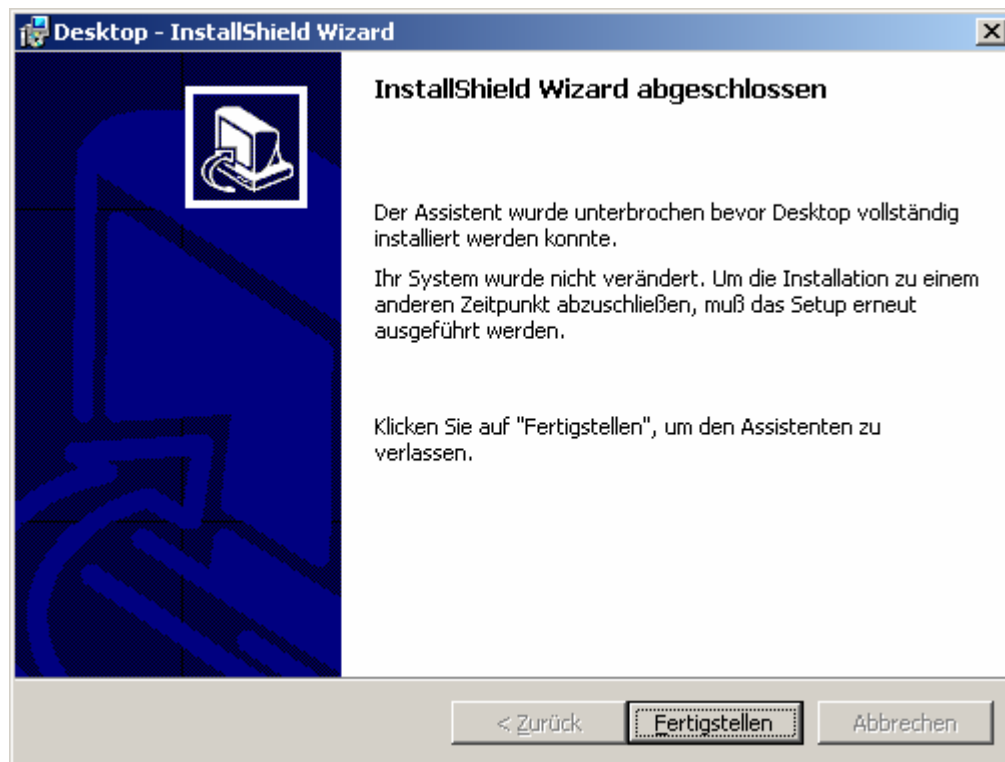 Desktop - InstallShield Wizard
InstallShield Wizard abgeschlossen
Der Assistent wurde unterbrochen bevor Desktop vollständig
installiert werden konnte.
Ihr System wurde nicht verändert. Um die Installation zu einem
anderen Zeitpunkt abzuschließen, muß das Setup erneut
ausgeführt werden.
Klicken Sie auf "Fertigstellen", um den Assistenten zu
verlassen.
< Zurück
Fertigstellen
Abbrechen